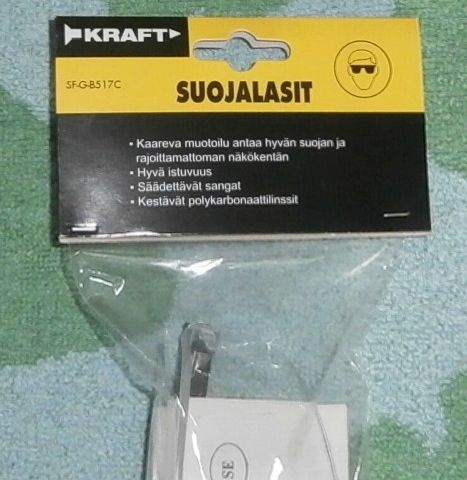 KRAFT
SF-G-B517C
SUOJALASIT
• Kaareva muotoilu antaa hyvän suojan ja
rajoittamattoman näkökentän
• Hyvä istuvuus
• Säädettävät sangat
• Kestävät polykarbonaattilinssit